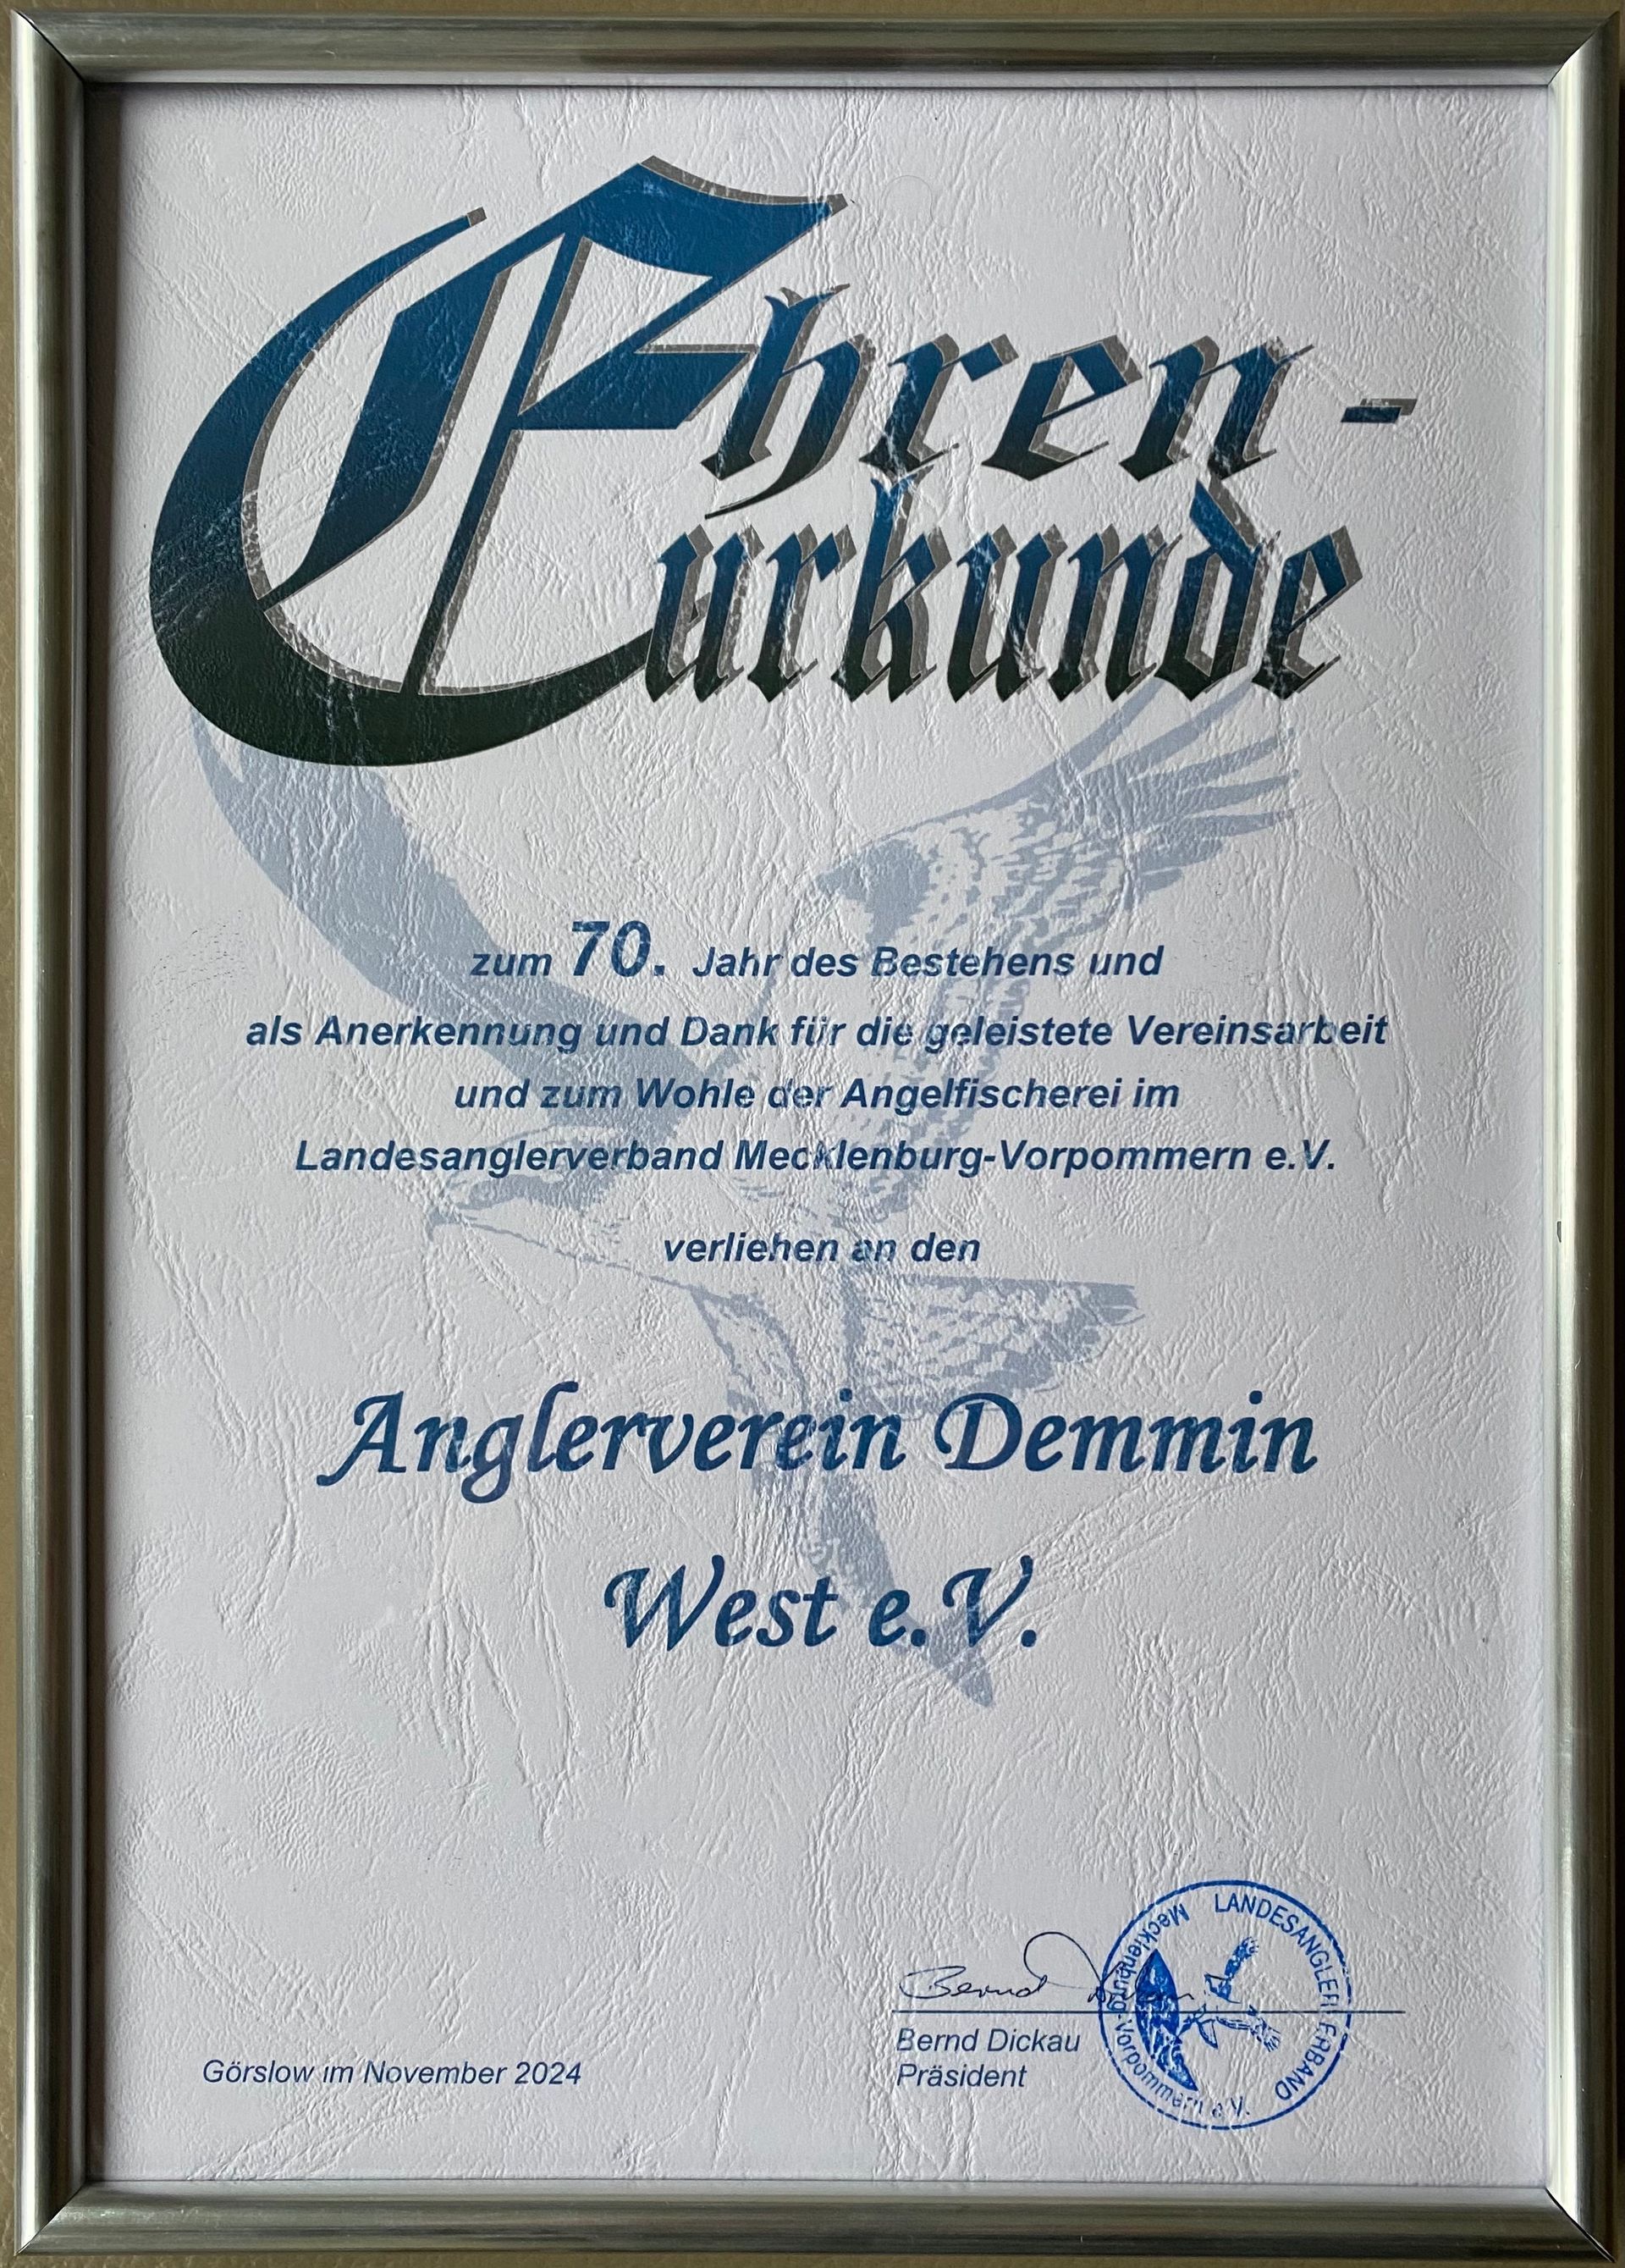 Ehren-
urkunde
zum 70. Jahr des Bestehens und
als Anerkennung und Dank für die geleistete Vereinsarbeit
und zum Wohle der Angelfischerei im
Landesanglerverband Mecklenburg-Vorpommern e.V.
verliehen an den
Anglerverein Demmin
West e.V.
Görslow im November 2024
Bernd
Bernd Dickau
Präsident
LANDESANGLERVERBAND
Mecklenburg-Vorpommern e.V.